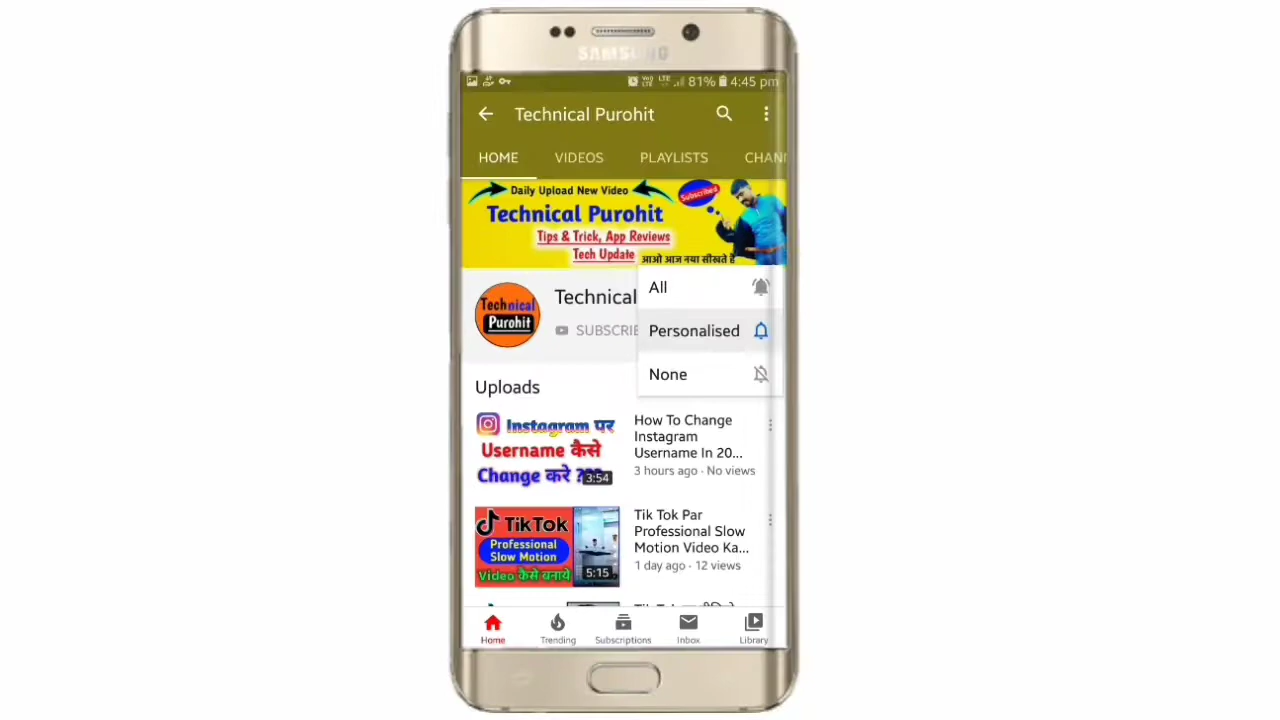 SAMSUNG
81% 4:45 pm
Technical Purohit
HOME VIDEOS PLAYLISTS CHAN
Daily Upload New Video
Subscribed
Technical Purohit
Tips & Trick, App Reviews
Tech Update
आओ आज नया सीखते है
All
Technical
Technical
Purohit
SUBSCRIBE
Personalised
None
Uploads
Instagram पर
Username कैसे
Change करे ???
3:54
How To Change
Instagram
Username In 20...
3 hours ago · No views
TikTok
Professional
Slow Motion
Video कैसे बनाये
5:15
Tik Tok Par
Professional Slow
Motion Video Ka...
1 day ago · 12 views
Home Trending Subscriptions Inbox Library